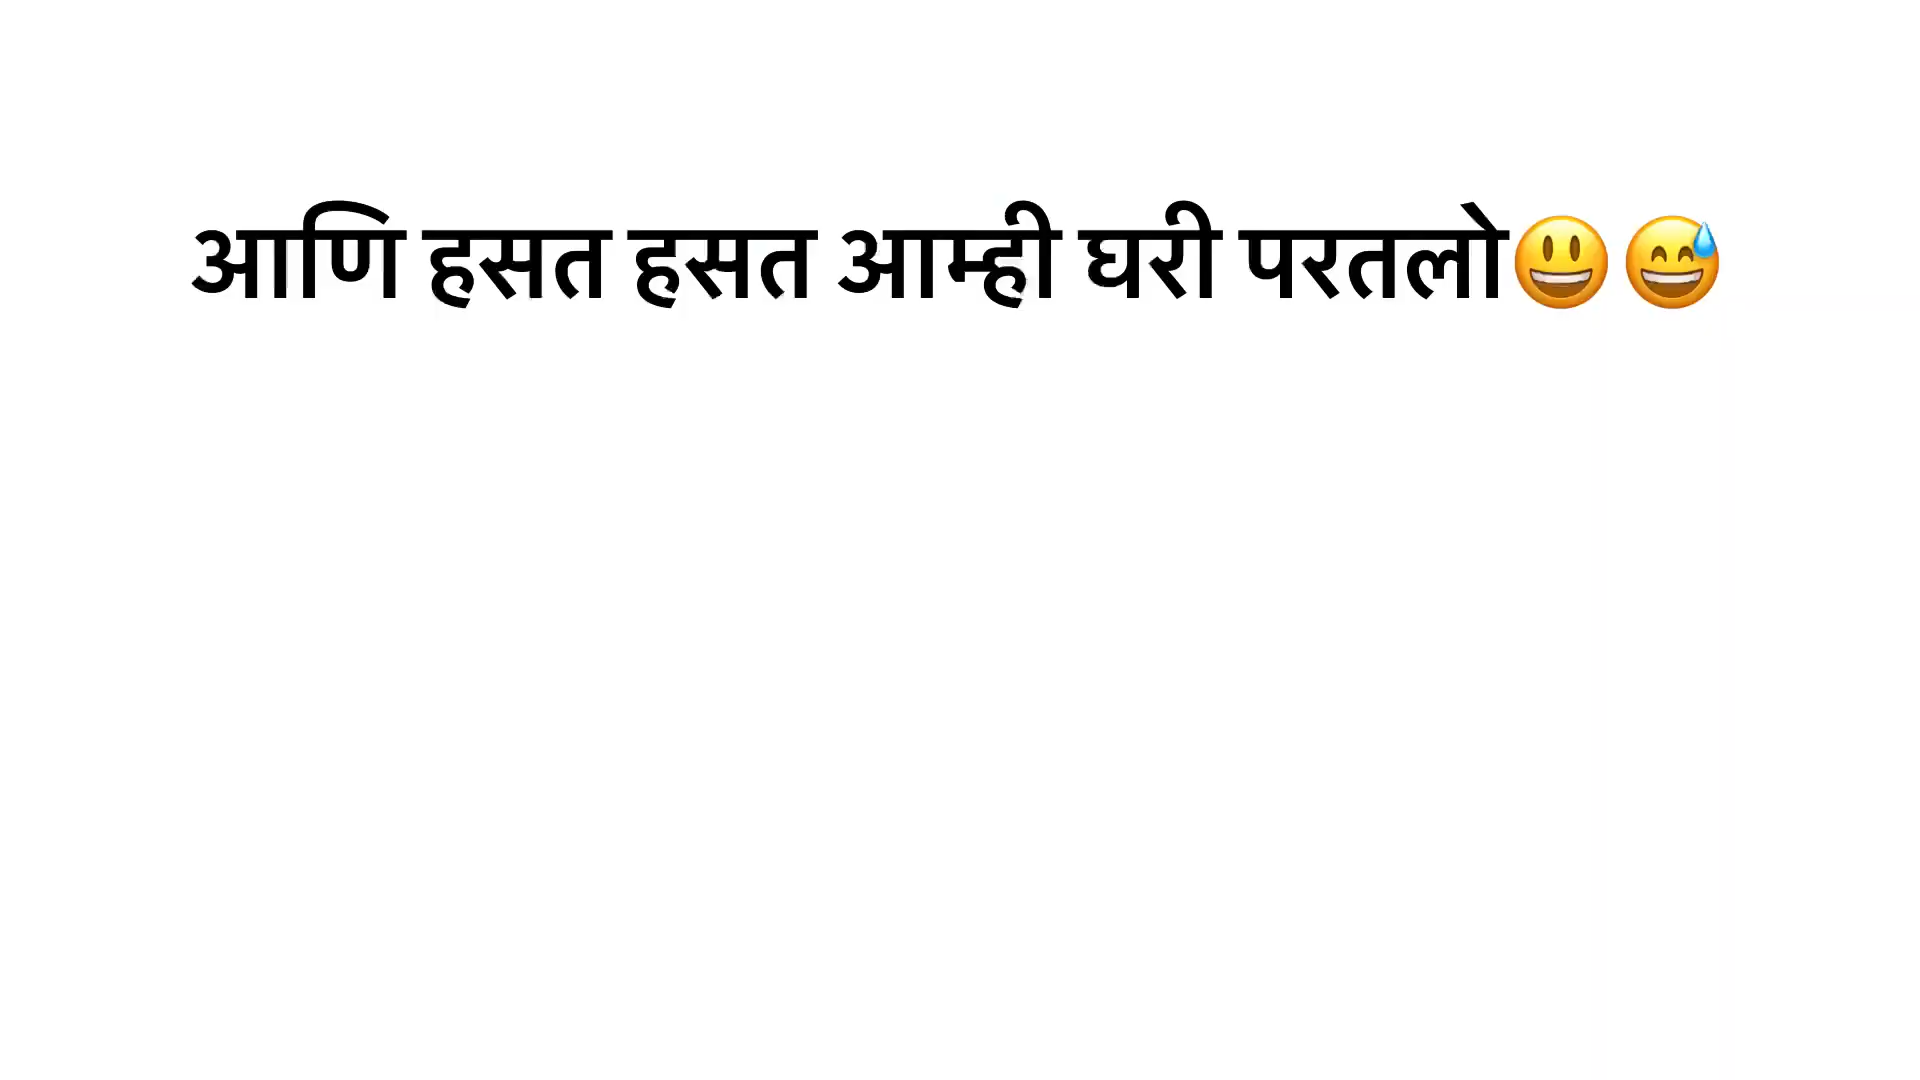 आणि हसत हसत आम्ही घरी परतलो😃 😅